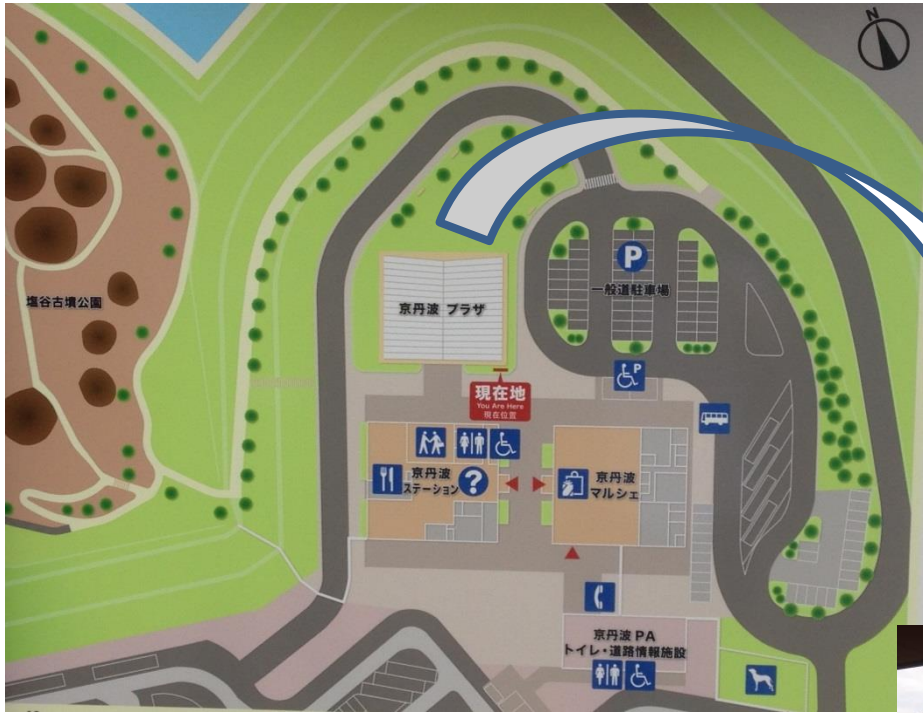 N
塩谷古墳公園
京丹波 プラザ
P
一般道駐車場
P
現在地
You Are Here
現在位置
京丹波
ステーション
?
京丹波
マルシェ
京丹波PA
トイレ・道路情報施設